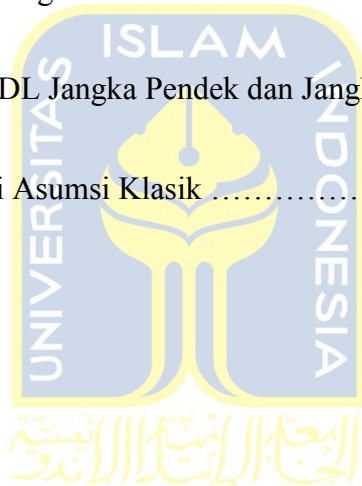 ISLAM
DL Jangka Pendek dan Jangk
i Asumsi Klasik ……………
UNIVERSITAS
INDONESIA